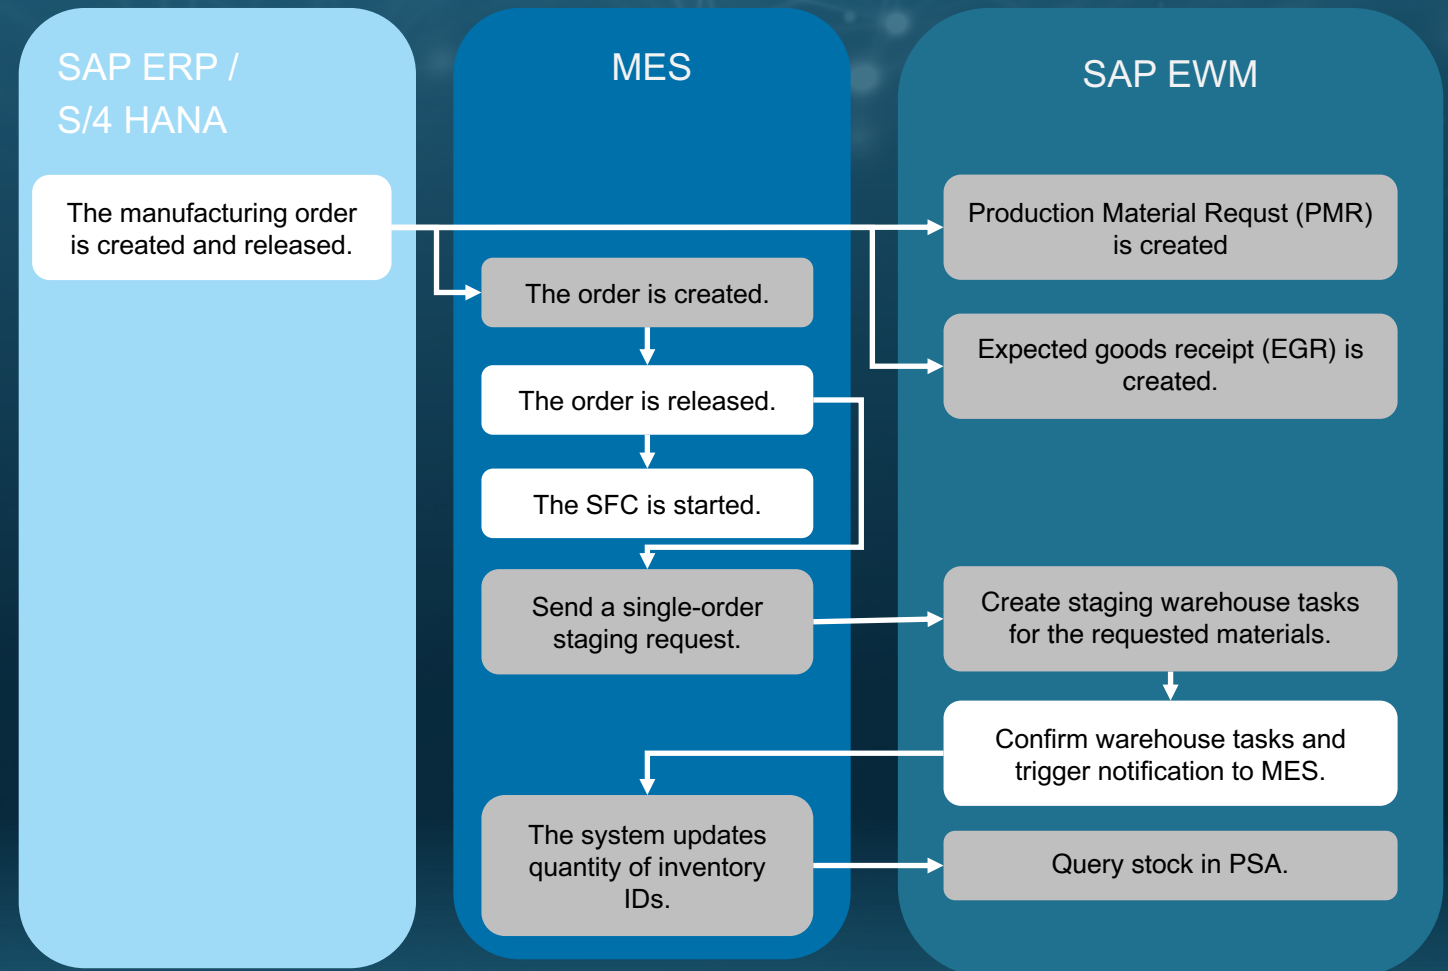 SAP ERP /
S/4 HANA
MES
SAP EWM
The manufacturing order
is created and released.
Production Material Requst (PMR)
is created
The order is created.
Expected goods receipt (EGR) is
created.
The order is released.
The SFC is started.
Send a single-order
staging request.
Create staging warehouse tasks
for the requested materials.
Confirm warehouse tasks and
trigger notification to MES.
The system updates
quantity of inventory
IDs.
Query stock in PSA.